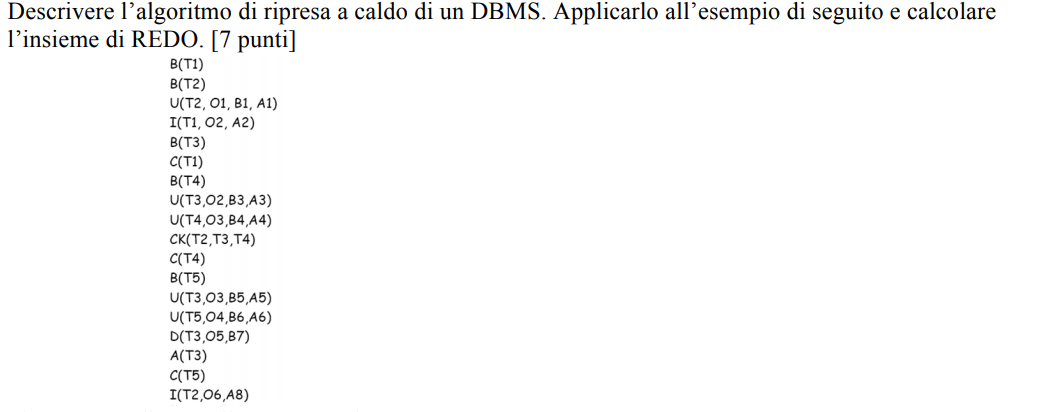 Descrivere l’algoritmo di ripresa a caldo di un DBMS. Applicarlo all’esempio di seguito e calcolare
l’insieme di REDO. [7 punti]
B(T1)
B(T2)
U(T2, O1, B1, A1)
I(T1, O2, A2)
B(T3)
C(T1)
B(T4)
U(T3,O2,B3,A3)
U(T4,O3,B4,A4)
CK(T2,T3,T4)
C(T4)
B(T5)
U(T3,O3,B5,A5)
U(T5,O4,B6,A6)
D(T3,O5,B7)
A(T3)
C(T5)
I(T2,O6,A8)